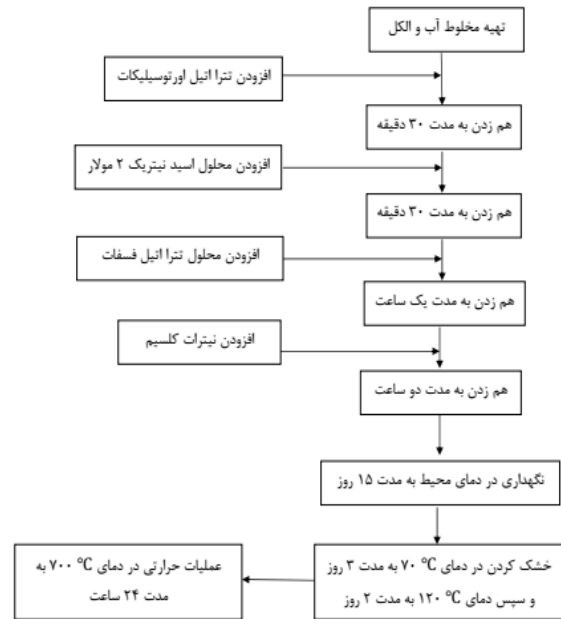 تهیه مخلوط آب و الکل
افزودن تترا اتیل اورتوسیلیکات
هم زدن به مدت ۳۰ دقیقه
افزودن محلول اسید نیتریک ۲ مولار
هم زدن به مدت ۳۰ دقیقه
افزودن محلول تترا اتیل فسفات
هم زدن به مدت یک ساعت
افزودن نیترات کلسیم
هم زدن به مدت دو ساعت
نگهداری در دمای محیط به مدت ۱۵ روز
خشک کردن در دمای ۷۰ °C به مدت ۳ روز
و سپس دمای ۱۲۰ °C به مدت ۲ روز
عملیات حرارتی در دمای ۷۰۰ °C به
مدت ۲۴ ساعت